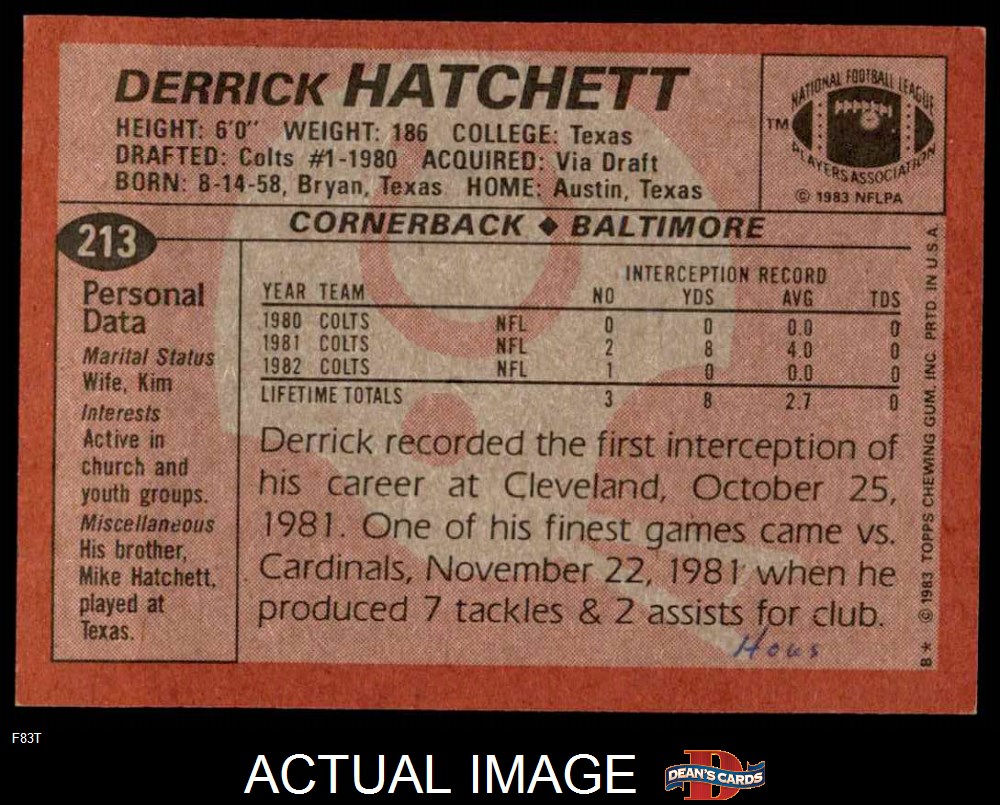 DERRICK HATCHETT
HEIGHT: 6'0" WEIGHT: 186 COLLEGE: Texas
DRAFTED: Colts #1-1980 ACQUIRED: Via Draft
BORN: 8-14-58, Bryan, Texas HOME: Austin, Texas
NATIONAL FOOTBALL LEAGUE
TM
PLAYERS ASSOCIATION
© 1983 NFLPA
213
CORNERBACK ◆ BALTIMORE
Personal
Data
Marital Status
Wife, Kim
Interests
Active in
church and
youth groups.
Miscellaneous
His brother,
Mike Hatchett,
played at
Texas.
INTERCEPTION RECORD
YEAR TEAM NO YDS AVG TDS
1980 COLTS NFL 0 0 0.0 0
1981 COLTS NFL 2 8 4.0 0
1982 COLTS NFL 1 0 0.0 0
LIFETIME TOTALS 3 8 2.7 0
Derrick recorded the first interception of
his career at Cleveland, October 25,
1981. One of his finest games came vs.
Cardinals, November 22, 1981 when he
produced 7 tackles & 2 assists for club.
Hous
B* © 1983 TOPPS CHEWING GUM, INC. PRTD. IN U.S.A.
F83T
ACTUAL IMAGE
DEAN'S CARDS